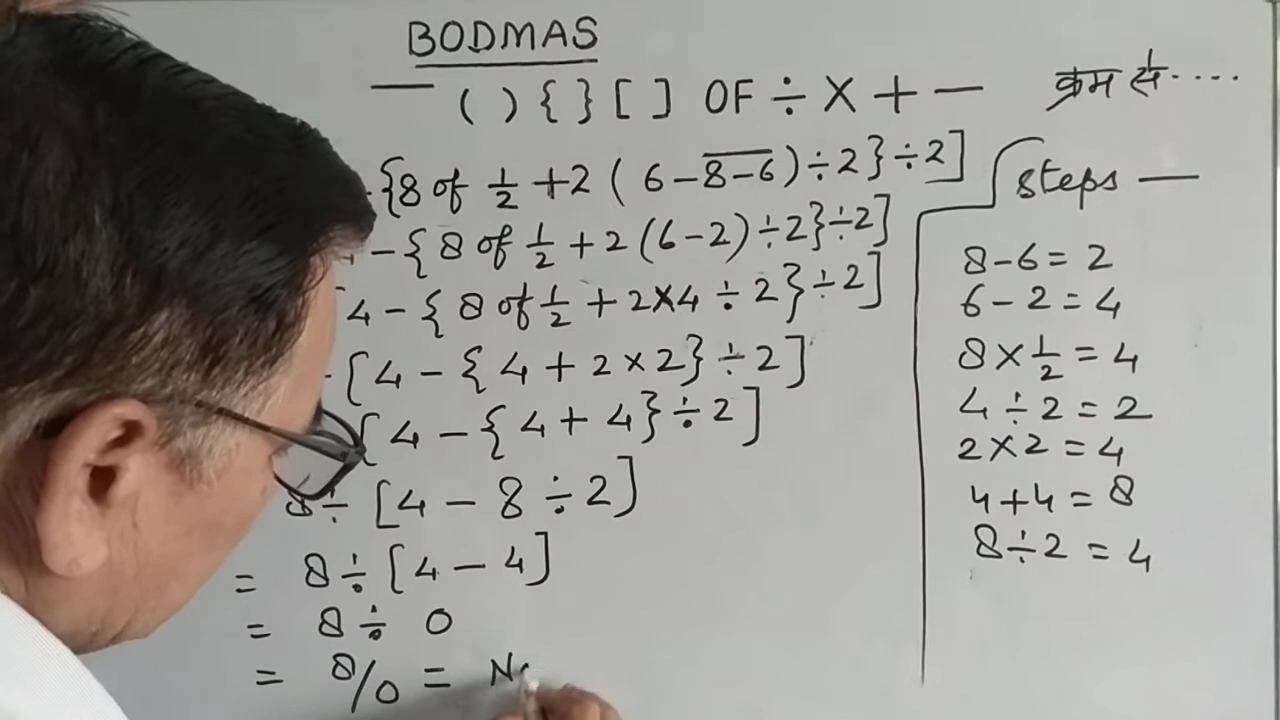 BODMAS
— ( ) { } [ ] OF ÷ × + — क्रम से....
-{8 of 1/2 + 2 ( 6 - 8̅ ̅-̅ ̅6̅ ) ÷ 2 } ÷ 2 ]
4 - { 8 of 1/2 + 2 (6 - 2) ÷ 2 } ÷ 2 ]
[ 4 - { 8 of 1/2 + 2 × 4 ÷ 2 } ÷ 2 ]
- [ 4 - { 4 + 2 × 2 } ÷ 2 ]
[ 4 - { 4 + 4 } ÷ 2 ]
8 ÷ [ 4 - 8 ÷ 2 ]
= 8 ÷ [ 4 - 4 ]
= 8 ÷ 0
= 8/0 =
steps —
8 - 6 = 2
6 - 2 = 4
8 × 1/2 = 4
4 ÷ 2 = 2
2 × 2 = 4
4 + 4 = 8
8 ÷ 2 = 4